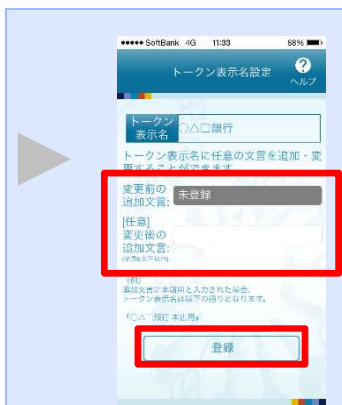 ●●●●● SoftBank 4G 11:33 88%
トークン表示名設定
?
ヘルプ
トークン
表示名
○△□銀行
トークン表示名に任意の文言を追加・変
更することができます
変更前の
追加文言:
未登録
[任意]
変更後の
追加文言:
(例)
追加文言に本店用と入力された場合、
トークン表示名は以下の通りとなります。
『○△□銀行 本店用』
登録